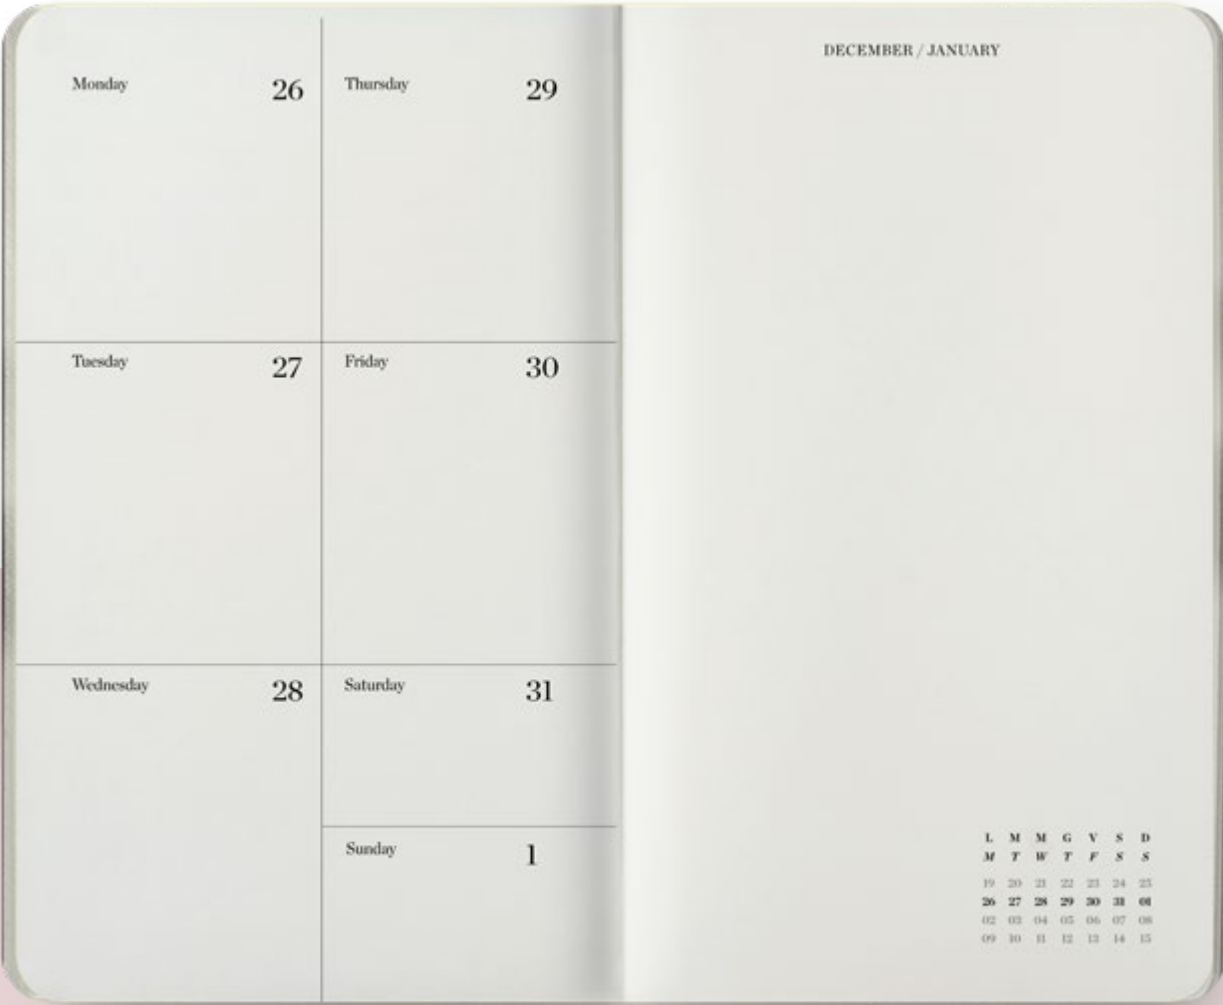 Monday 26
Tuesday 27
Wednesday 28
Thursday 29
Friday 30
Saturday 31
Sunday 1
DECEMBER / JANUARY
L M M G V S D
M T W T F S S
19 20 21 22 23 24 25
26 27 28 29 30 31 01
02 03 04 05 06 07 08
09 10 11 12 13 14 15